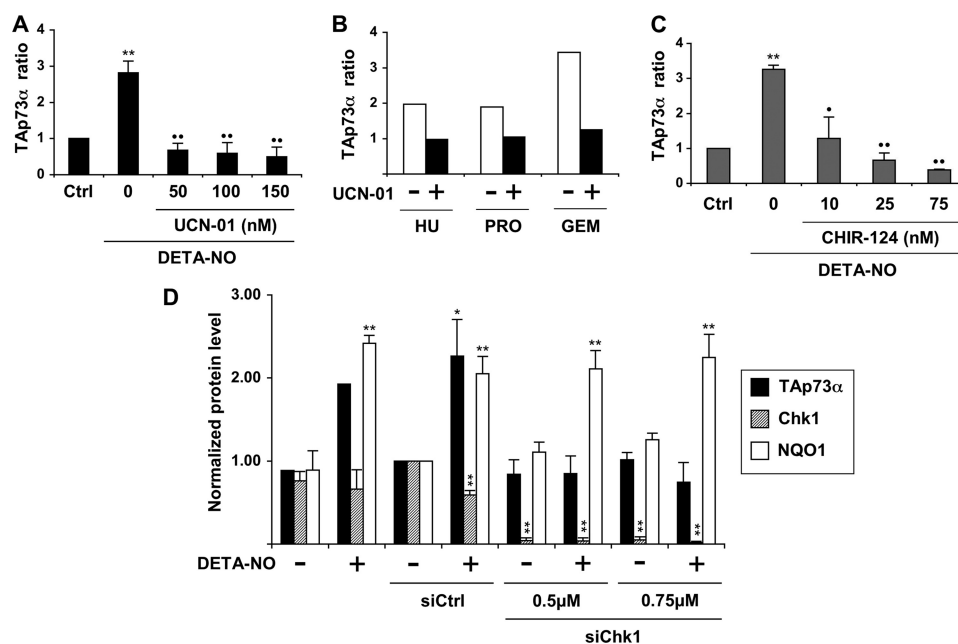 A
TAp73α ratio
4
3
2
1
0
**
••
••
••
Ctrl
0
50
100
150
UCN-01 (nM)
DETA-NO
B
TAp73α ratio
4
3
2
1
0
UCN-01
− + − + − +
HU PRO GEM
C
TAp73α ratio
4
3
2
1
0
**
•
••
••
Ctrl
0
10
25
75
CHIR-124 (nM)
DETA-NO
D
Normalized protein level
3.00
2.00
1.00
**
*
**
**
**
**
**
**
**
**
DETA-NO − + − + − + − +
siCtrl 0.5µM 0.75µM
siChk1
TAp73α
Chk1
NQO1